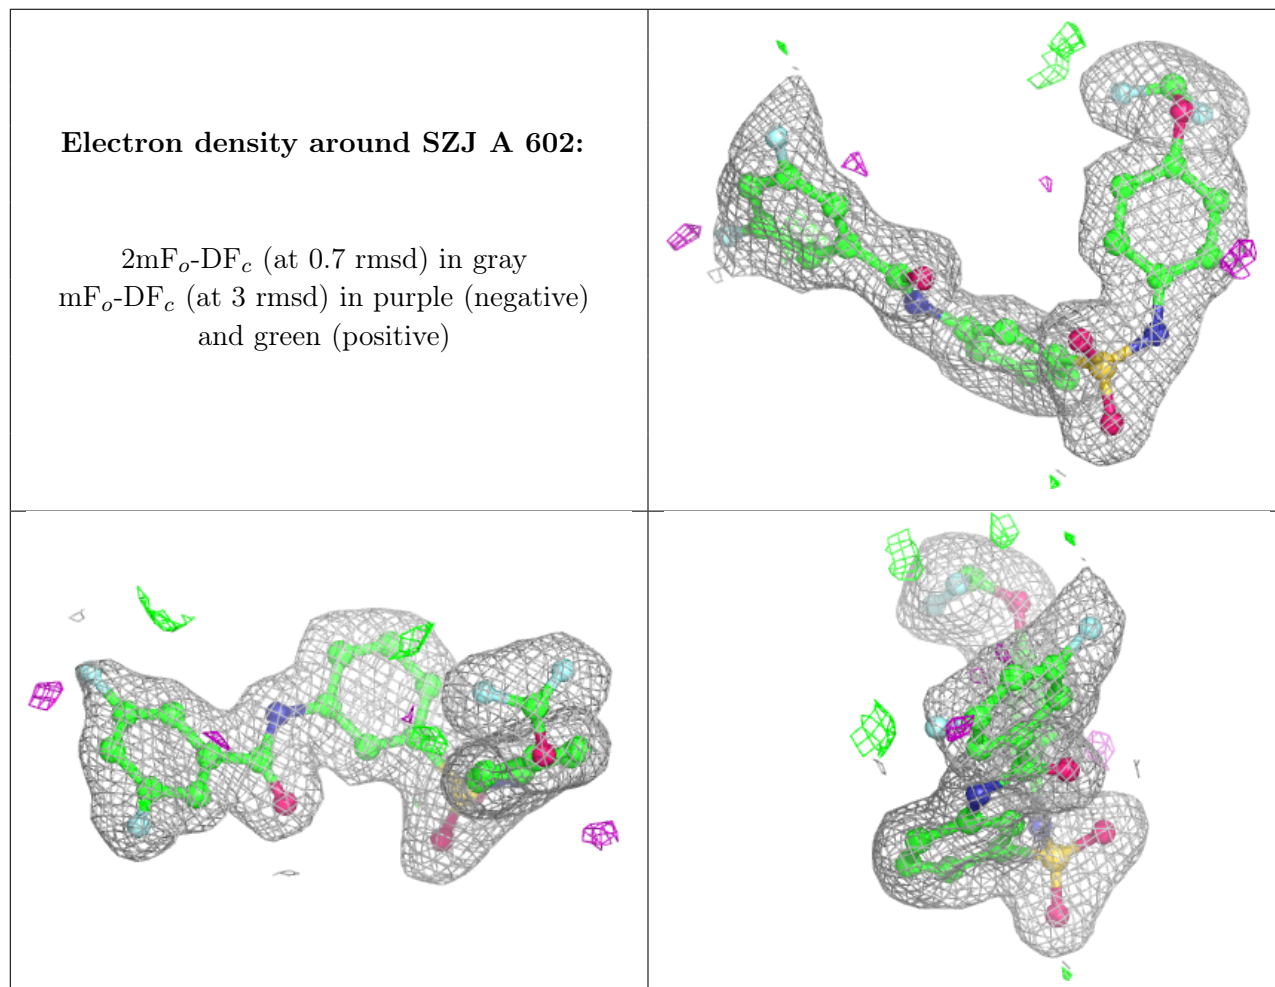 Electron density around SZJ A 602:
2mFo-DFc (at 0.7 rmsd) in gray
mFo-DFc (at 3 rmsd) in purple (negative)
and green (positive)